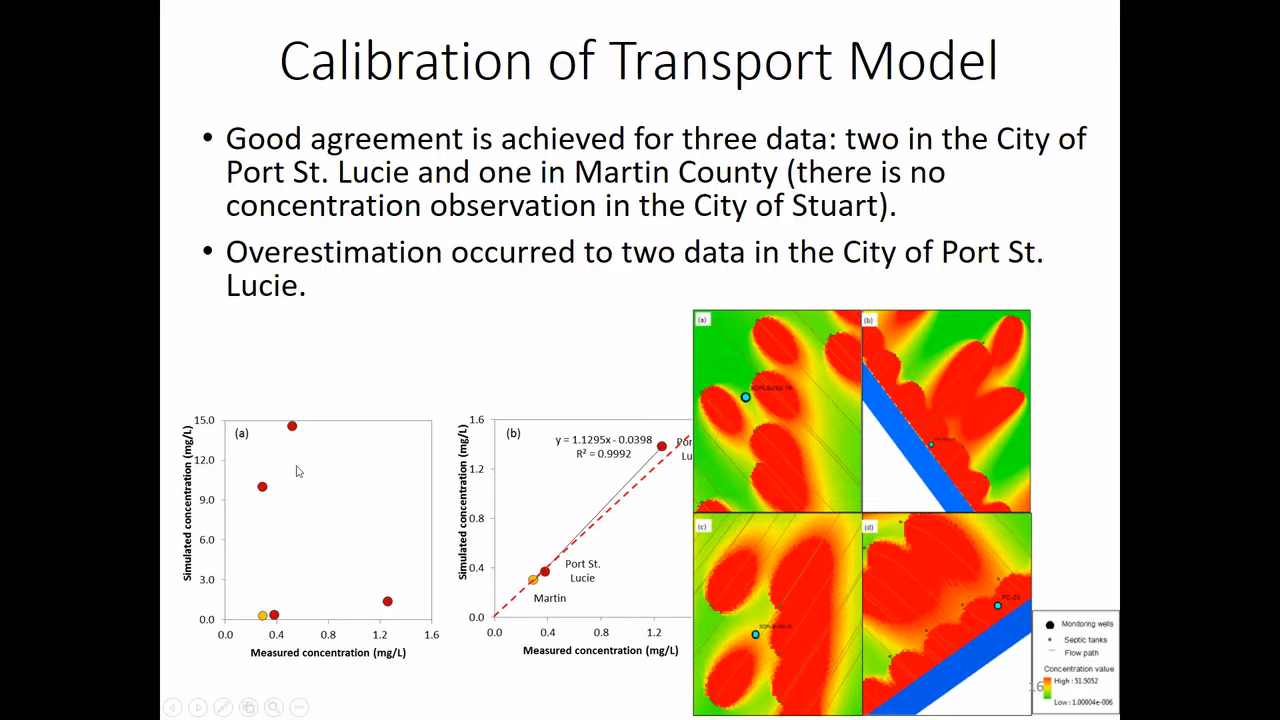 Calibration of Transport Model
• Good agreement is achieved for three data: two in the City of
Port St. Lucie and one in Martin County (there is no
concentration observation in the City of Stuart).
• Overestimation occurred to two data in the City of Port St.
Lucie.
(a)
15.0
12.0
9.0
6.0
3.0
0.0
0.0 0.4 0.8 1.2 1.6
Simulated concentration (mg/L)
Measured concentration (mg/L)
(b)
1.6
1.2
0.8
0.4
0.0
0.0 0.4 0.8 1.2
Simulated concentration (mg/L)
Measured concentration (mg/L)
y = 1.1295x - 0.0398
R² = 0.9992
Por
Lu
Port St.
Lucie
Martin
(a)
(b)
(c)
(d)
Monitoring wells
Septic tanks
Flow path
Concentration value
High : 51.5052
Low : 1.00004e-006
16